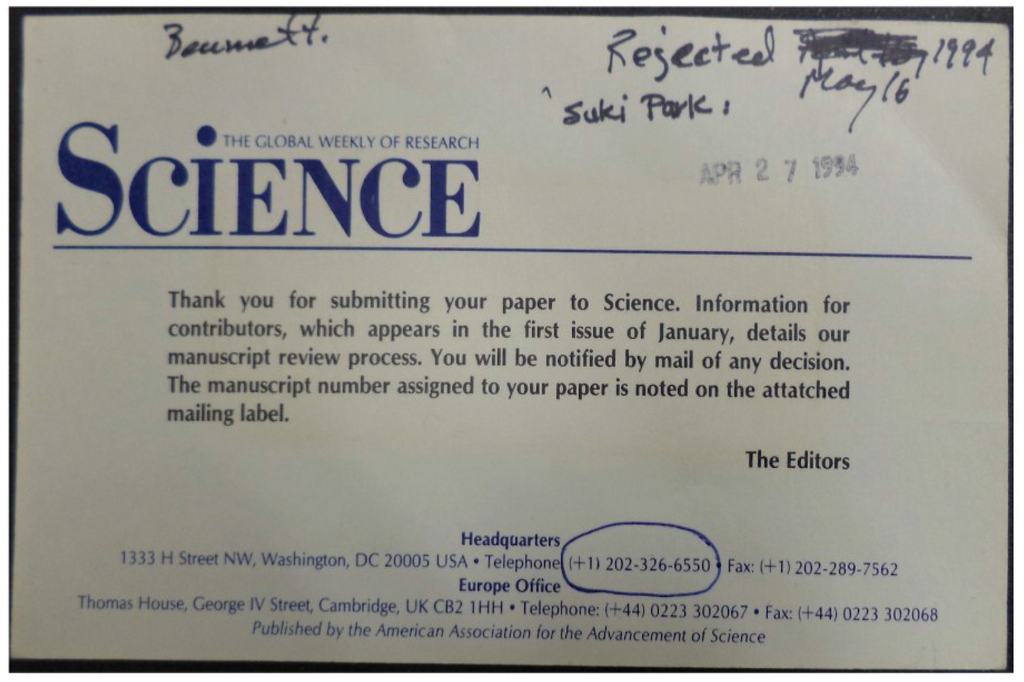 Bennett.
Rejected 1994
May 16
Suki Park:
THE GLOBAL WEEKLY OF RESEARCH
SCiENCE
APR 27 1994
Thank you for submitting your paper to Science. Information for
contributors, which appears in the first issue of January, details our
manuscript review process. You will be notified by mail of any decision.
The manuscript number assigned to your paper is noted on the attatched
mailing label.
The Editors
Headquarters
1333 H Street NW, Washington, DC 20005 USA • Telephone (+1) 202-326-6550 • Fax: (+1) 202-289-7562
Europe Office
Thomas House, George IV Street, Cambridge, UK CB2 1HH • Telephone: (+44) 0223 302067 • Fax: (+44) 0223 302068
Published by the American Association for the Advancement of Science